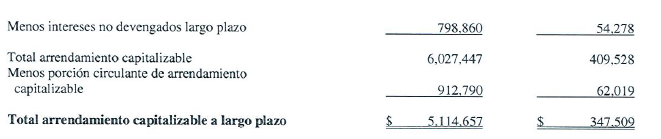 Menos intereses no devengados largo plazo 798,860 54,278
Total arrendamiento capitalizable 6,027,447 409,528
Menos porción circulante de arrendamiento
capitalizable 912,790 62,019
Total arrendamiento capitalizable a largo plazo $ 5,114,657 $ 347,509